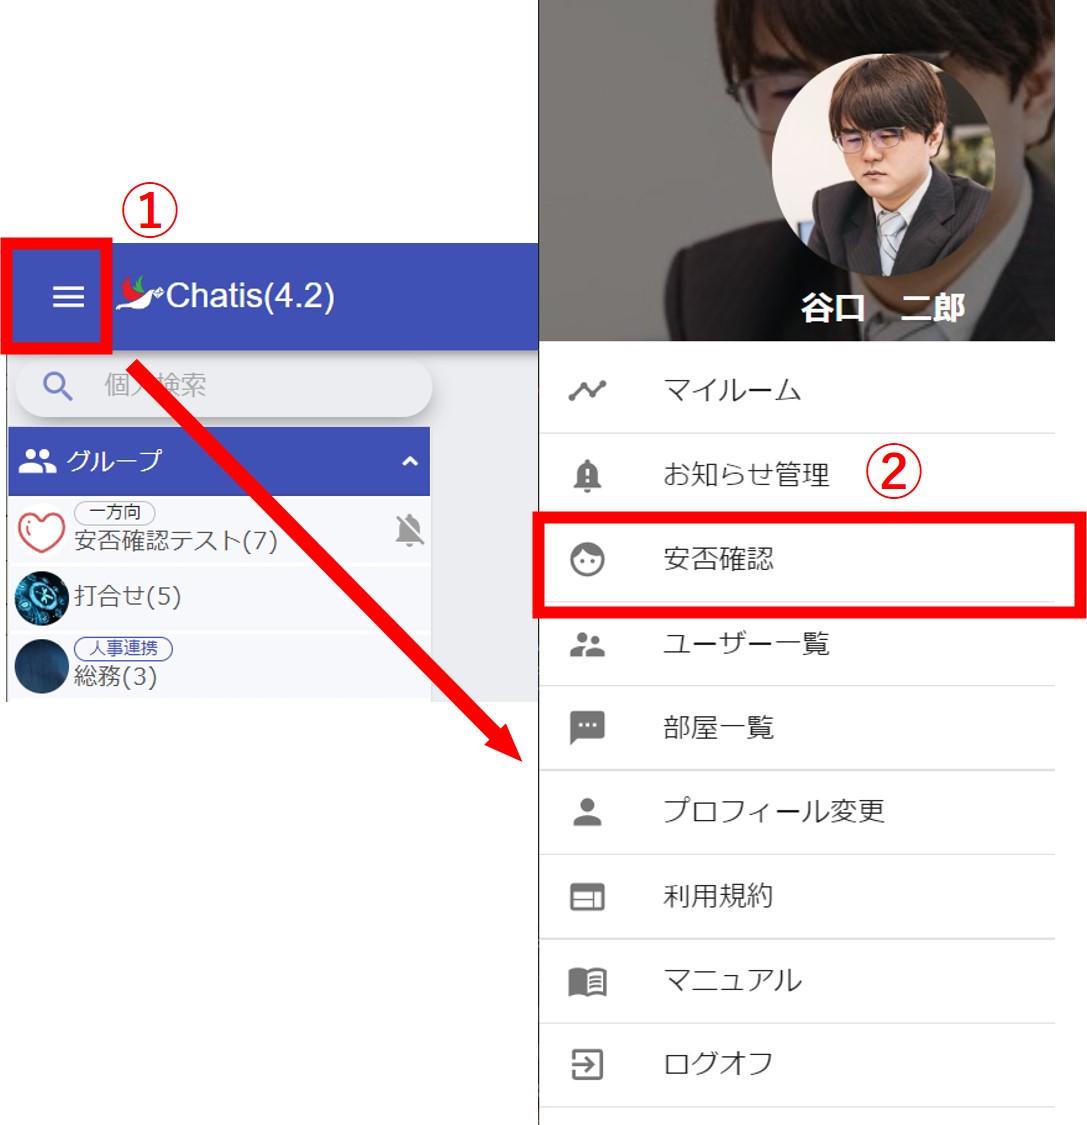 ①
Chatis(4.2)
個人検索
グループ
一方向
安否確認テスト(7)
打合せ(5)
人事連携
総務(3)
谷口　二郎
マイルーム
お知らせ管理
②
安否確認
ユーザー一覧
部屋一覧
プロフィール変更
利用規約
マニュアル
ログオフ